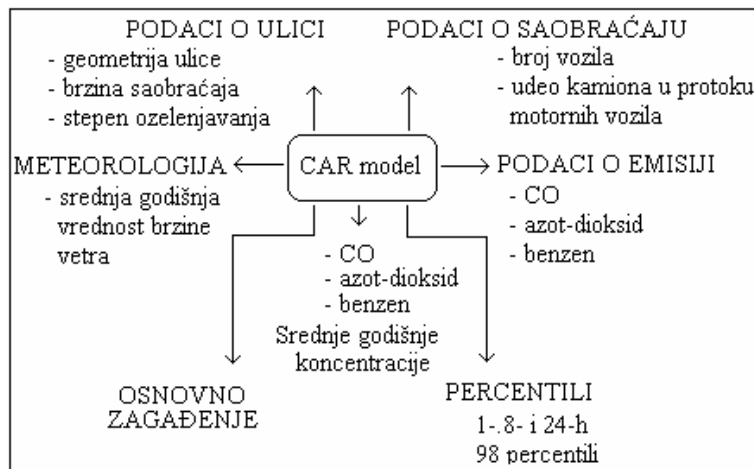 PODACI O ULICI
- geometrija ulice
- brzina saobraćaja
- stepen ozelenjavanja
PODACI O SAOBRAĆAJU
- broj vozila
- udeo kamiona u protoku
motornih vozila
METEOROLOGIJA
- srednja godišnja
vrednost brzine
vetra
CAR model
PODACI O EMISIJI
- CO
- azot-dioksid
- benzen
- CO
- azot-dioksid
- benzen
Srednje godišnje
koncentracije
OSNOVNO
ZAGAĐENJE
PERCENTILI
1-.8- i 24-h
98 percentili